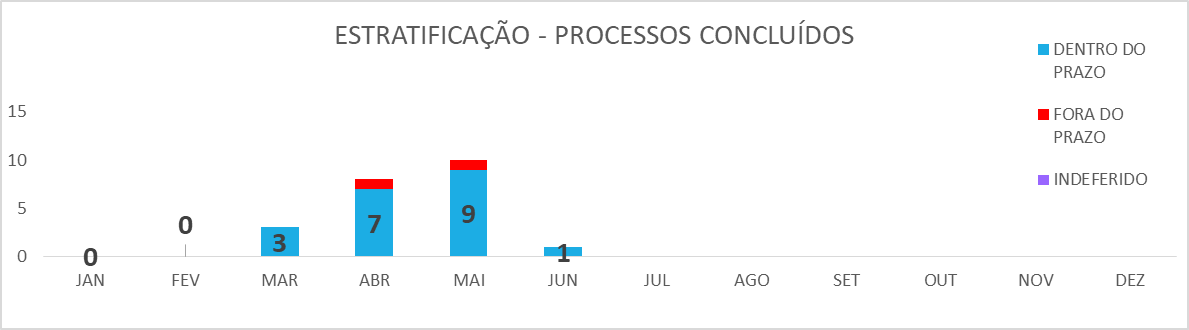 ESTRATIFICAÇÃO - PROCESSOS CONCLUÍDOS
DENTRO DO
PRAZO
FORA DO
PRAZO
INDEFERIDO
15
10
5
0
0
0
3
7
9
1
JAN FEV MAR ABR MAI JUN JUL AGO SET OUT NOV DEZ